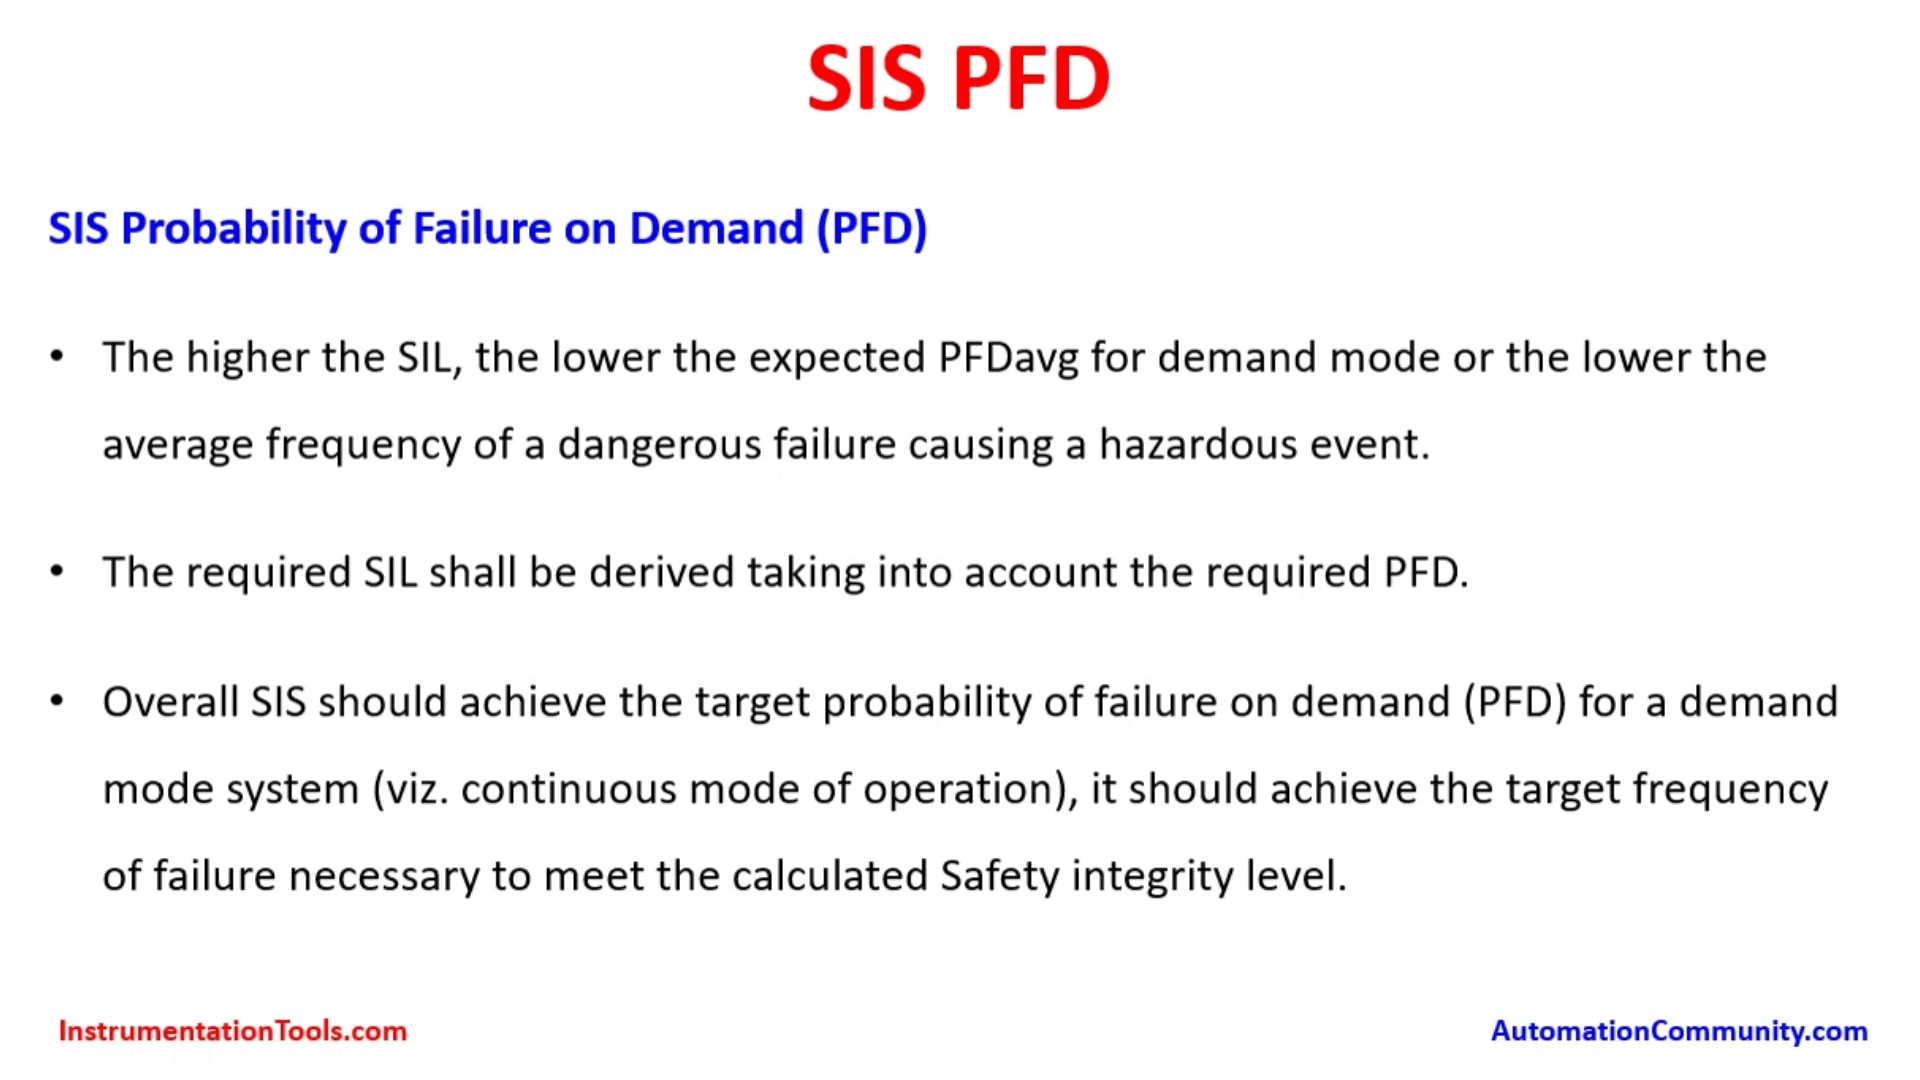 SIS PFD
SIS Probability of Failure on Demand (PFD)
• The higher the SIL, the lower the expected PFDavg for demand mode or the lower the
average frequency of a dangerous failure causing a hazardous event.
• The required SIL shall be derived taking into account the required PFD.
• Overall SIS should achieve the target probability of failure on demand (PFD) for a demand
mode system (viz. continuous mode of operation), it should achieve the target frequency
of failure necessary to meet the calculated Safety integrity level.
InstrumentationTools.com
AutomationCommunity.com